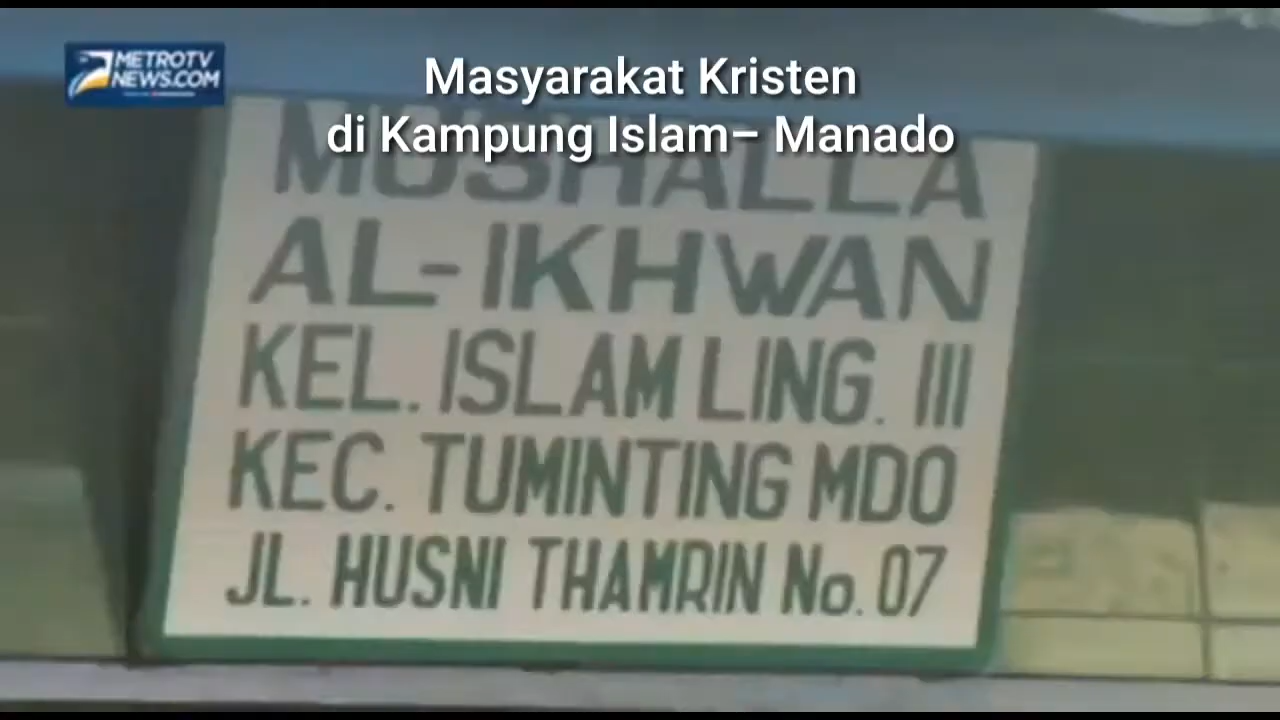 METROTV
NEWS.COM
Masyarakat Kristen
di Kampung Islam– Manado
MUSHALLA
AL-IKHWAN
KEL. ISLAM LING. III
KEC. TUMINTING MDO
JL. HUSNI THAMRIN No. 07